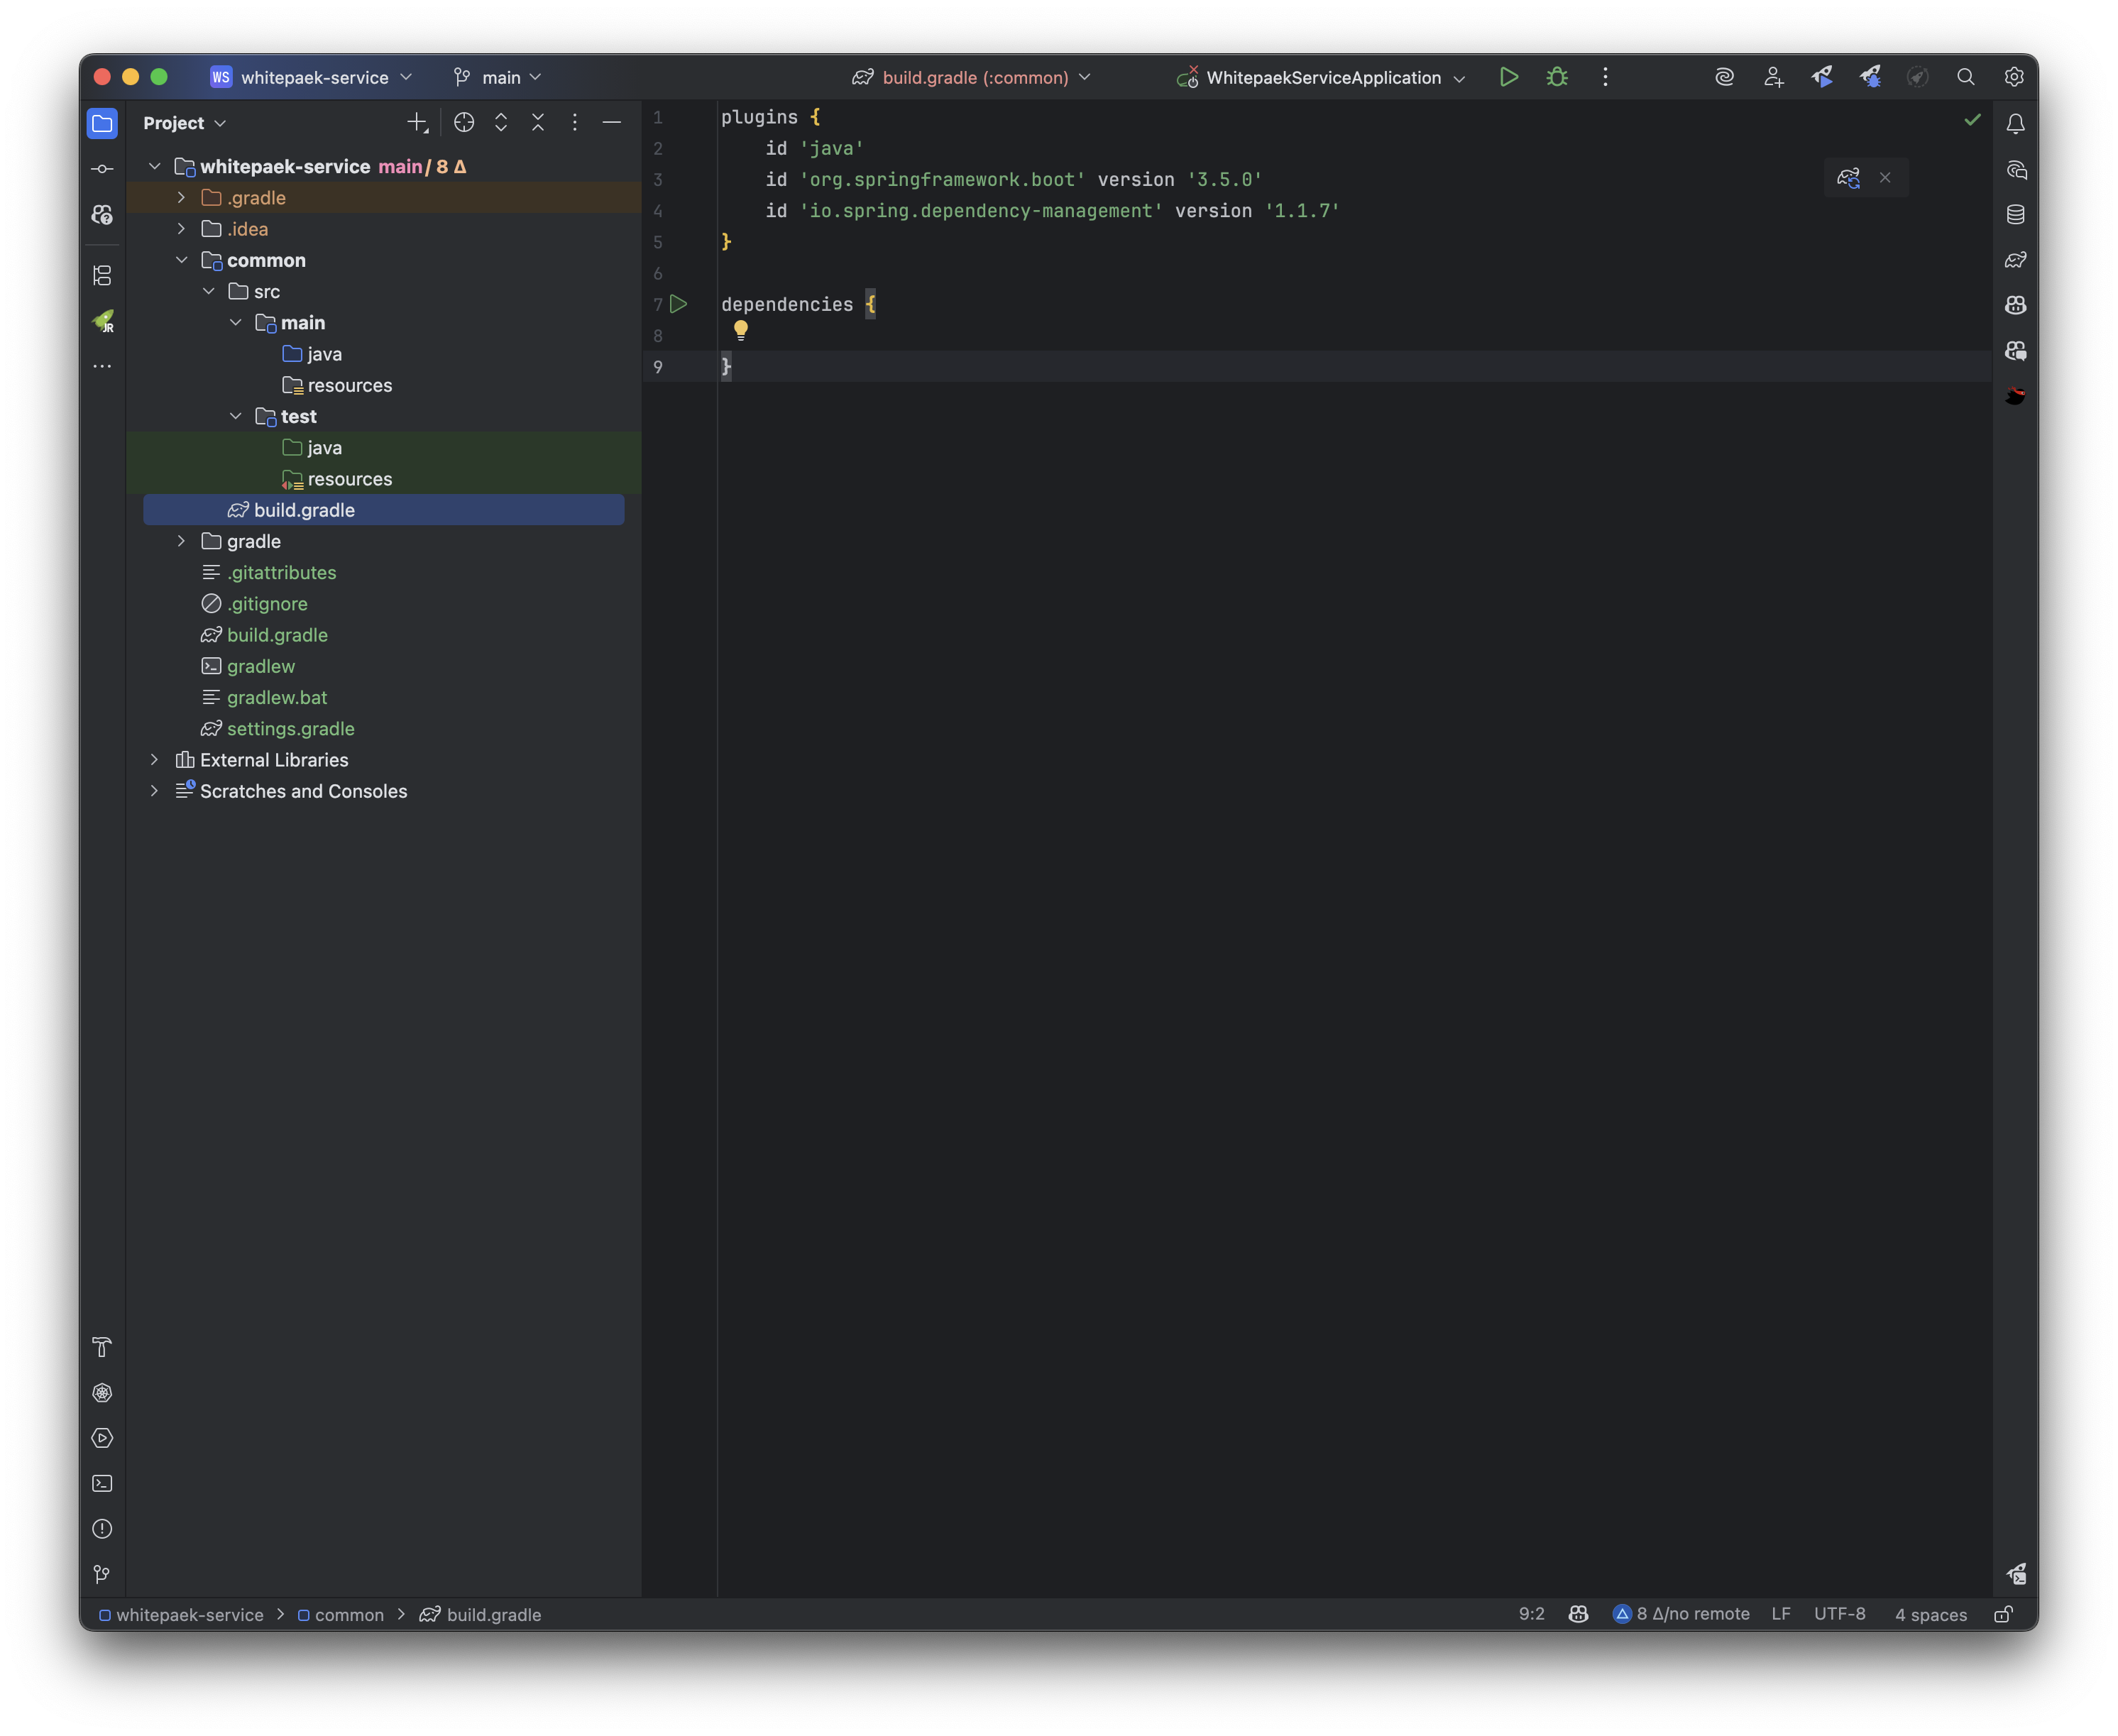 WS whitepaek-service main build.gradle (:common) WhitepaekServiceApplication
Project
whitepaek-service main / 8 Δ
.gradle
.idea
common
src
main
java
resources
test
java
resources
build.gradle
gradle
.gitattributes
.gitignore
build.gradle
gradlew
gradlew.bat
settings.gradle
External Libraries
Scratches and Consoles
JR
1 plugins {
2 id 'java'
3 id 'org.springframework.boot' version '3.5.0'
4 id 'io.spring.dependency-management' version '1.1.7'
5 }
6
7 dependencies {
8
9 }
whitepaek-service > common > build.gradle 9:2 8 Δ/no remote LF UTF-8 4 spaces